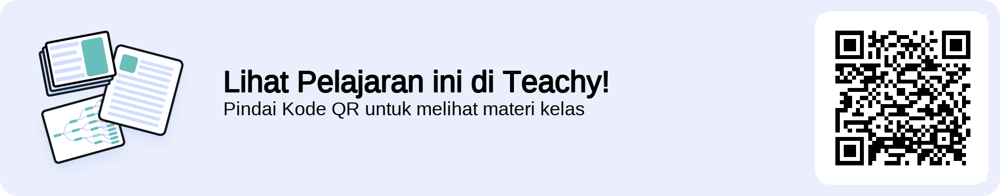 Lihat Pelajaran ini di Teachy!
Pindai Kode QR untuk melihat materi kelas